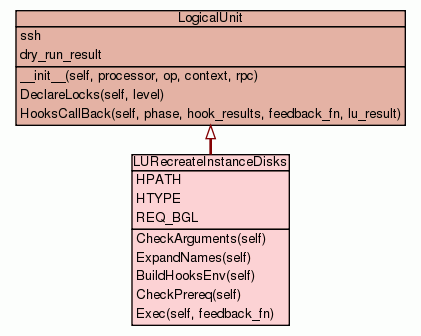 LogicalUnit
ssh
dry_run_result
__init__(self, processor, op, context, rpc)
DeclareLocks(self, level)
HooksCallBack(self, phase, hook_results, feedback_fn, lu_result)
LURecreateInstanceDisks
HPATH
HTYPE
REQ_BGL
CheckArguments(self)
ExpandNames(self)
BuildHooksEnv(self)
CheckPrereq(self)
Exec(self, feedback_fn)